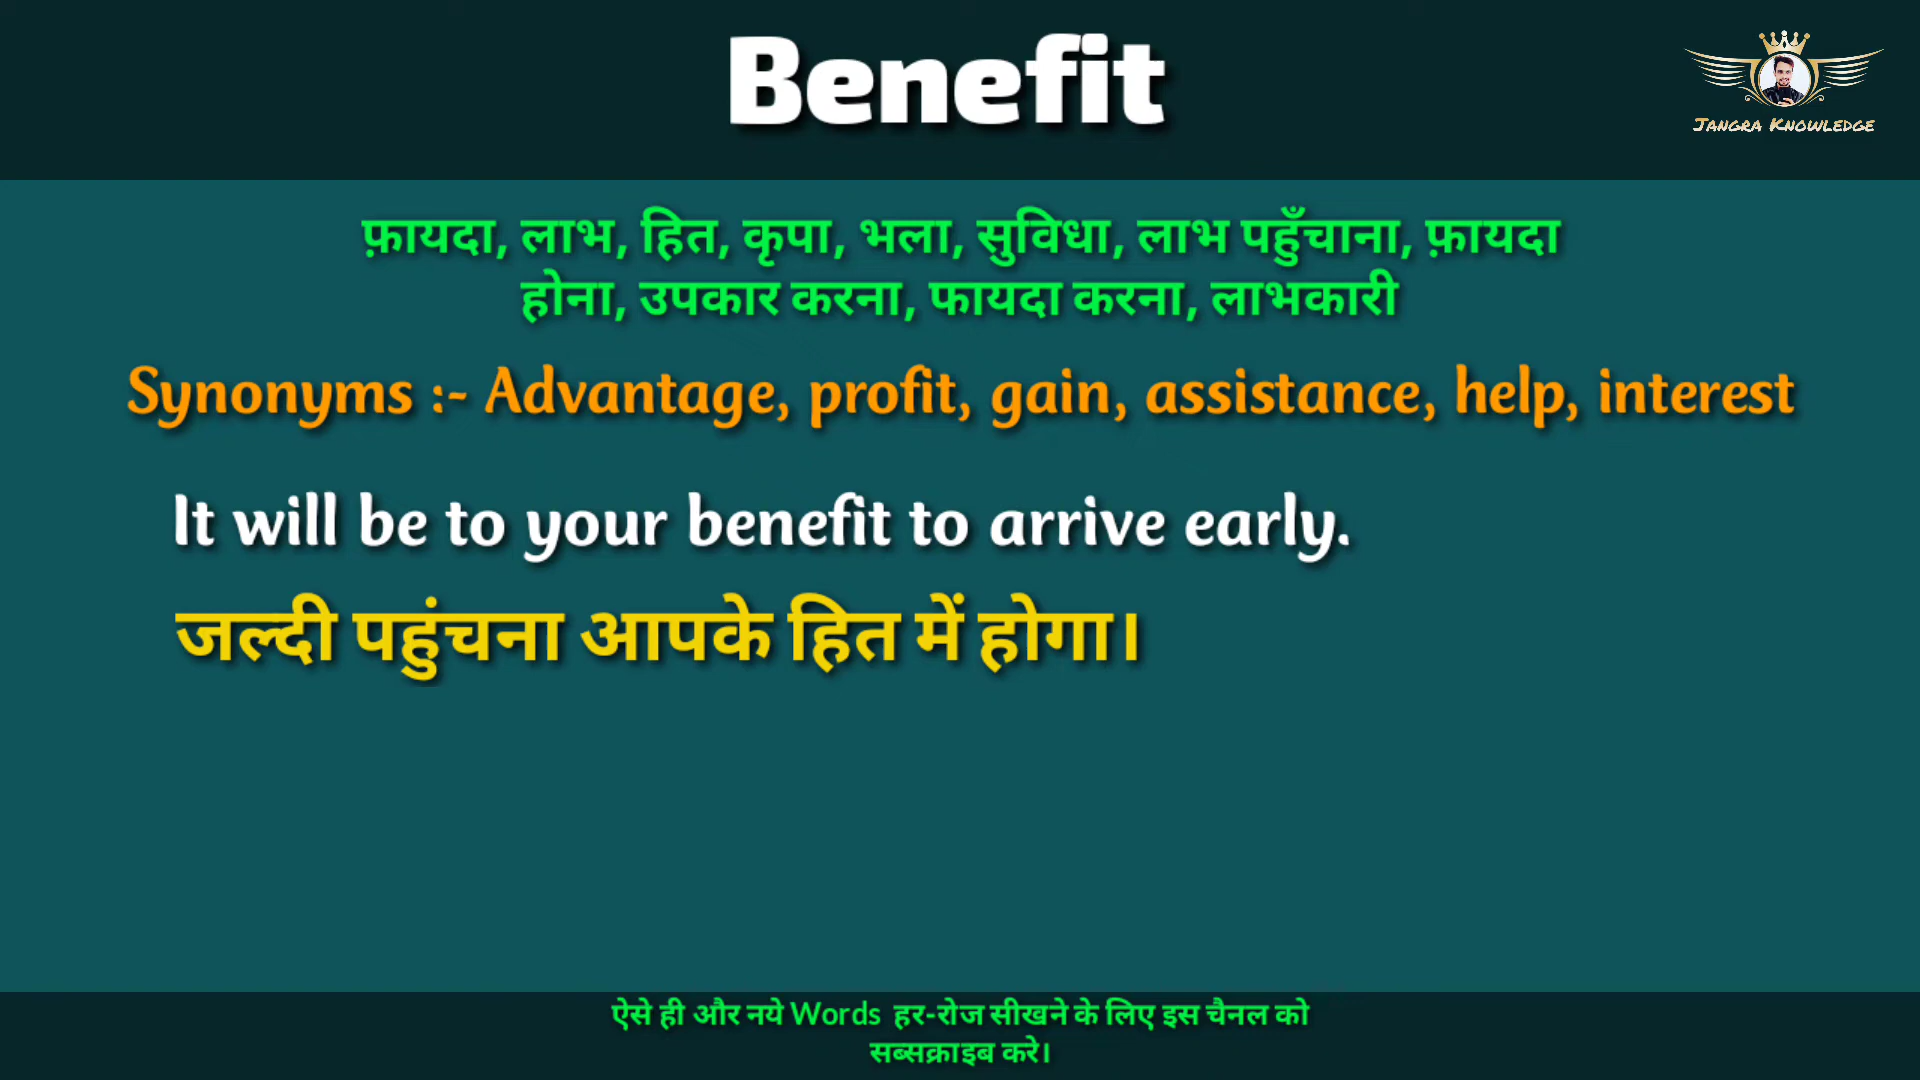 Benefit
JANGRA KNOWLEDGE
फ़ायदा, लाभ, हित, कृपा, भला, सुविधा, लाभ पहुँचाना, फ़ायदा
होना, उपकार करना, फायदा करना, लाभकारी
Synonyms :- Advantage, profit, gain, assistance, help, interest
It will be to your benefit to arrive early.
जल्दी पहुंचना आपके हित में होगा।
ऐसे ही और नये Words हर-रोज सीखने के लिए इस चैनल को
सब्सक्राइब करे।